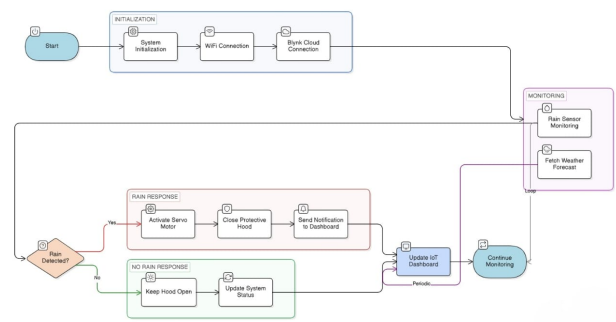 INITIALIZATION
Start
System
Initialization
WiFi Connection
Blynk Cloud
Connection
MONITORING
Rain Sensor
Monitoring
Fetch Weather
Forecast
Loop
RAIN RESPONSE
Yes
Activate Servo
Motor
Close Protective
Hood
Send Notification
to Dashboard
Rain
Detected?
Update IoT
Dashboard
Continue
Monitoring
Periodic
No
NO RAIN RESPONSE
Keep Hood Open
Update System
Status